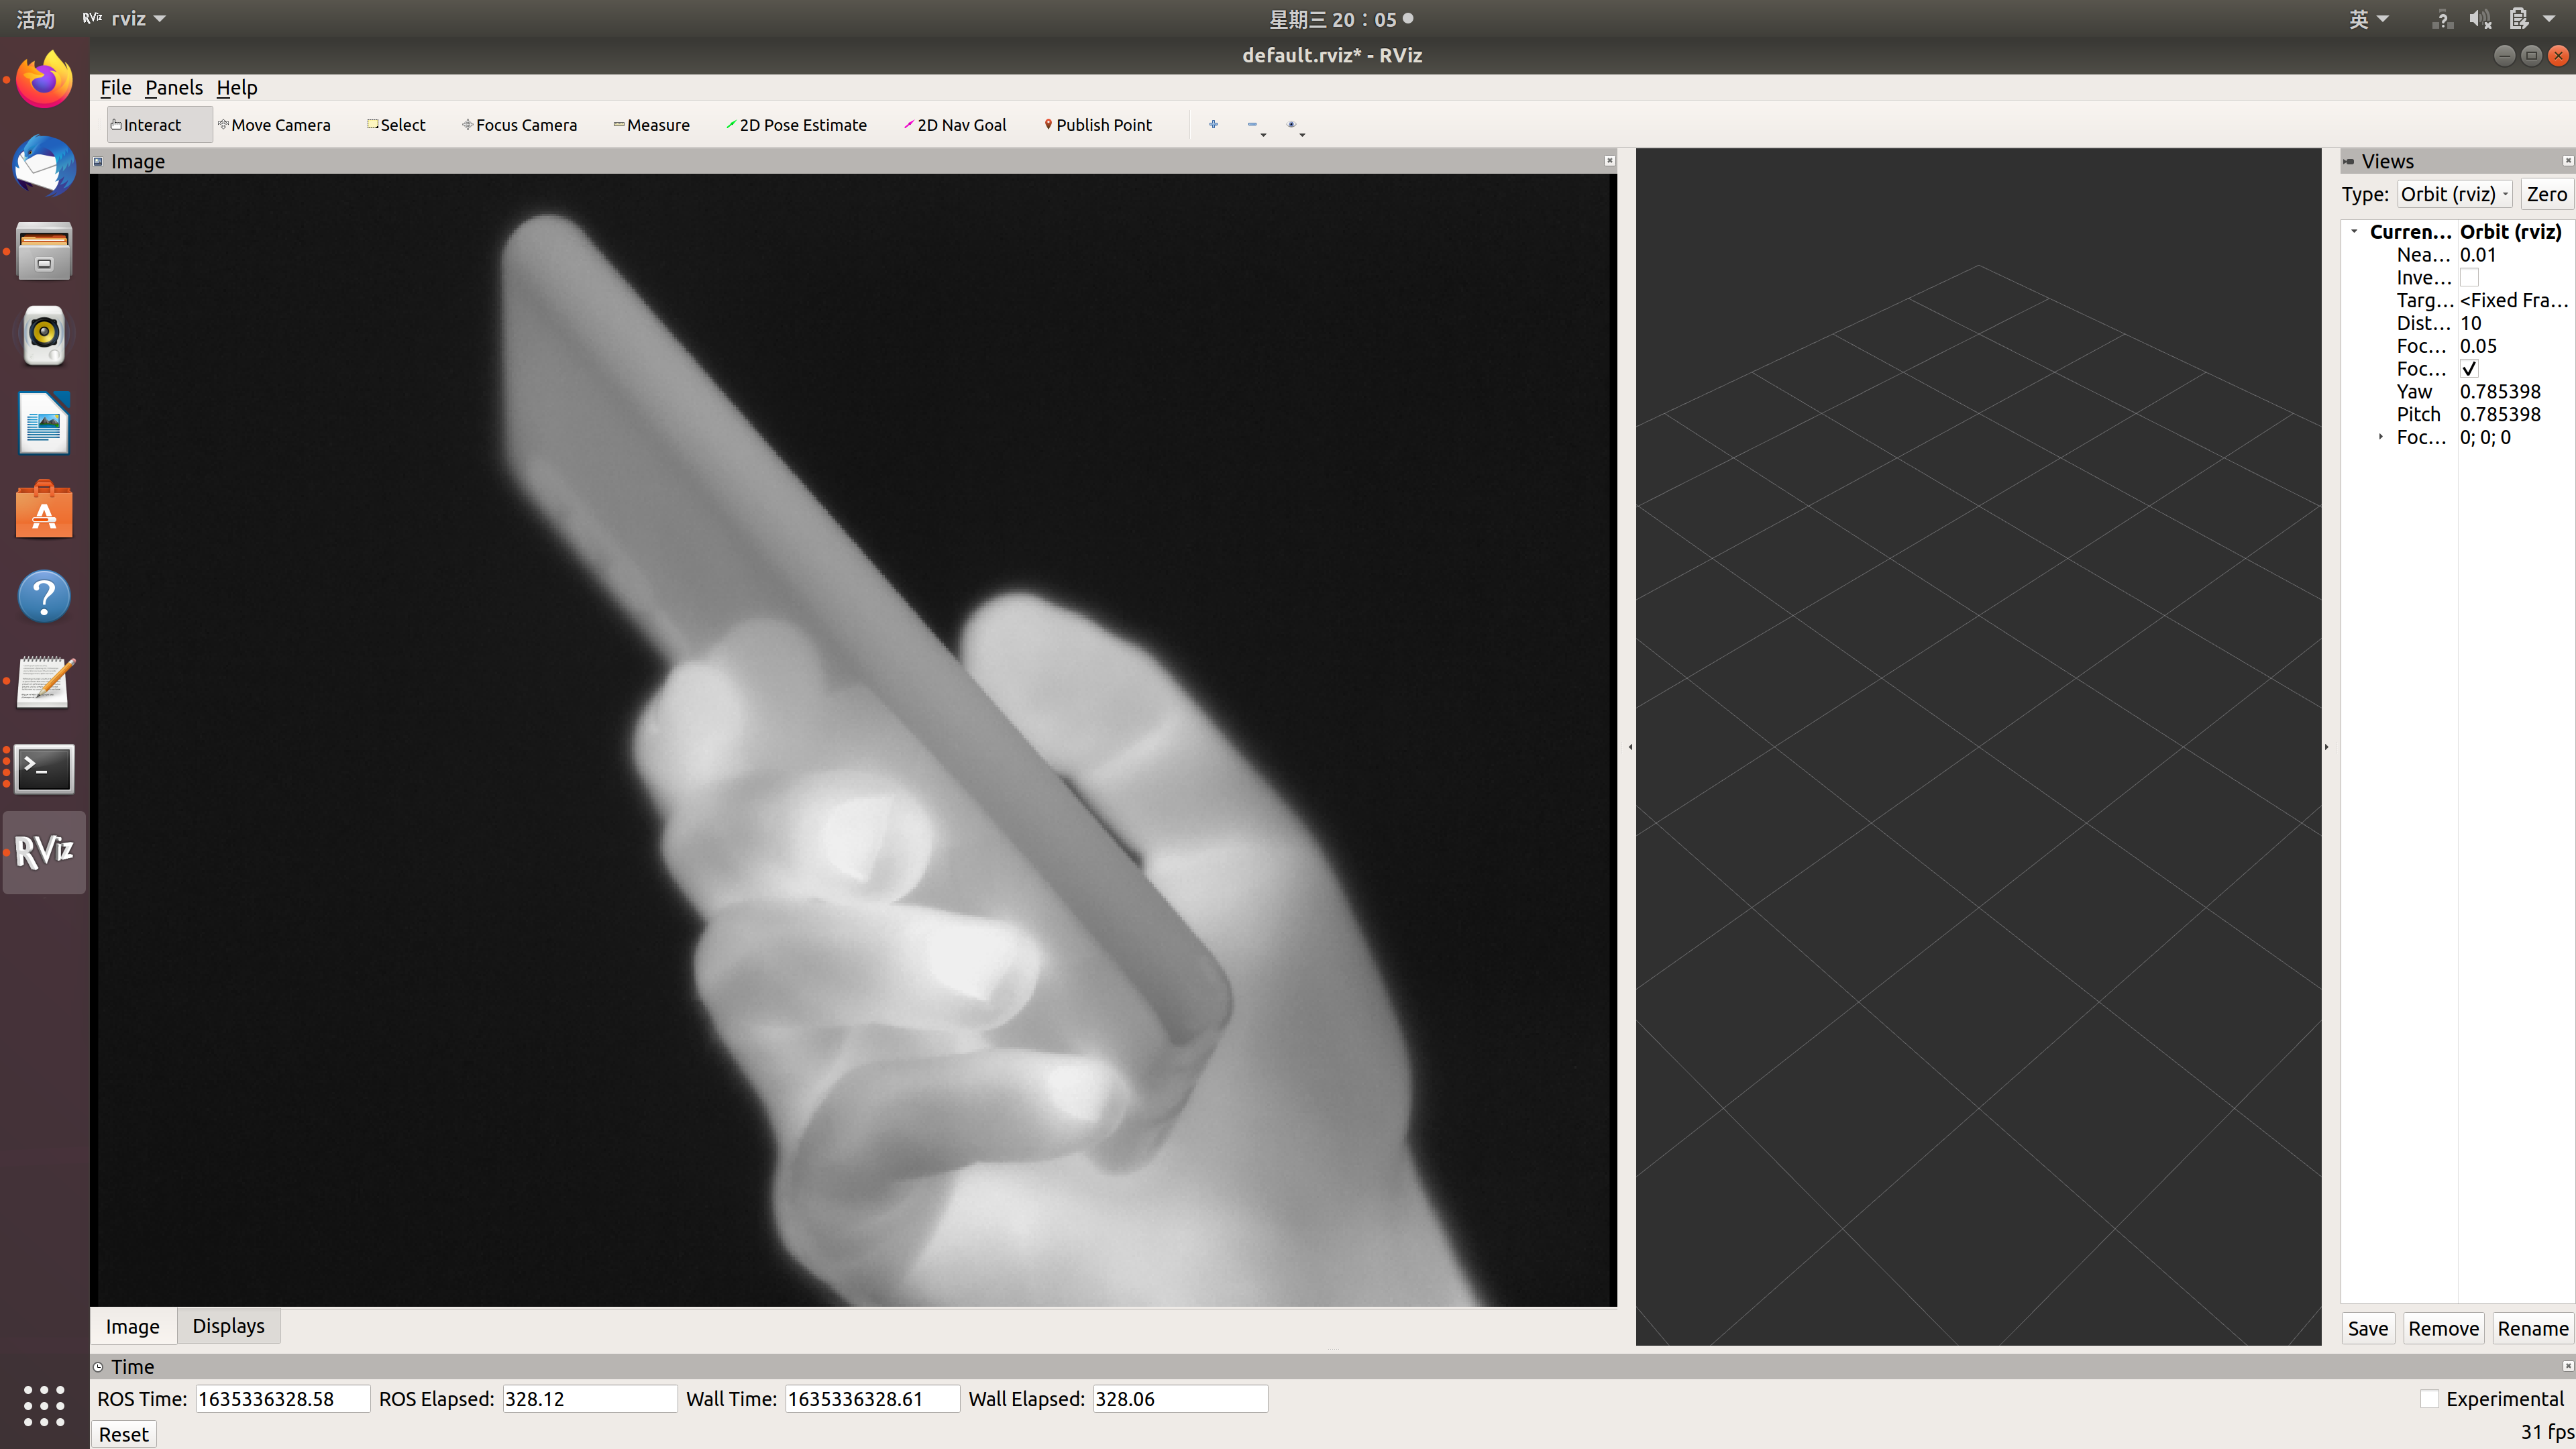 活动 RViz rviz 星期三 20：05 英 ?
default.rviz* - RViz
File Panels Help
Interact Move Camera Select Focus Camera Measure 2D Pose Estimate 2D Nav Goal Publish Point
Image
Views
Type: Orbit (rviz) Zero
Curren... Orbit (rviz)
Nea... 0.01
Inve...
Targ... <Fixed Fra...
Dist... 10
Foc... 0.05
Foc...
Yaw 0.785398
Pitch 0.785398
Foc... 0; 0; 0
A
?
>_
RViz
Save Remove Rename
Image Displays
Time
ROS Time: 1635336328.58 ROS Elapsed: 328.12 Wall Time: 1635336328.61 Wall Elapsed: 328.06 Experimental
Reset 31 fps